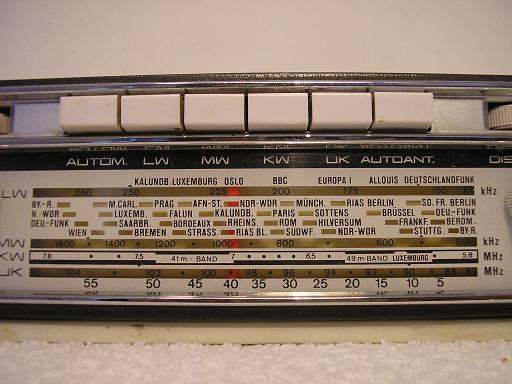 AUTOM. LW MW KW UK AUTOANT.
KALUNDB. LUXEMBURG OSLO BBC EUROPA I ALLOUIS DEUTSCHLANDFUNK
LW 260 250 225 200 175 150 kHz
BY-R. M.CARL. PRAG AFN-ST. NDR-WDR MÜNCH. RIAS BERLIN SD. FR. BERLIN
N.-WDR LUXEMB. FALUN KALUNDB. PARIS SOTTENS BRÜSSEL DEU-FUNK
DEU-FUNK SAARBR. BORDEAUX RHEINS. ROM HILVERSUM FRANKF. BEROM.
WIEN BREMEN STRASS. RIAS BL. SÜDWF. NDR-WDR STUTTG. BY-R.
MW 1600 1400 1200 1000 800 600 510 kHz
KW 7.8 7.5 41m-BAND 7 6.5 49m-BAND LUXEMBURG 5.8 MHz
UK 104 102 100 98 96 94 92 90 88 MHz
55 50 45 40 35 30 25 20 15 10 5